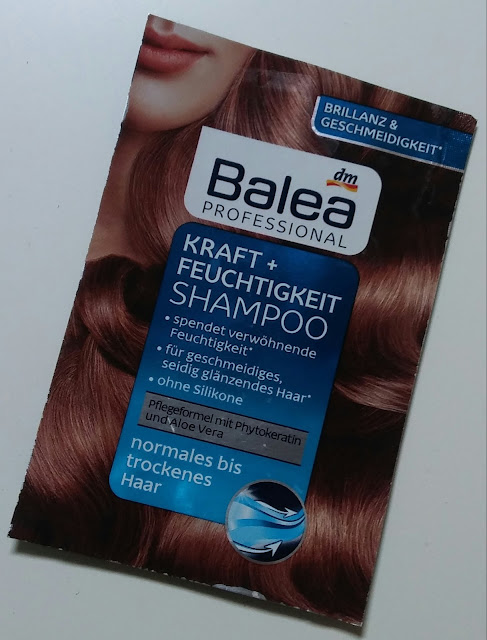 BRILLANZ &
GESCHMEIDIGKEIT*
dm
Balea
PROFESSIONAL
KRAFT +
FEUCHTIGKEIT
SHAMPOO
• spendet verwöhnende
Feuchtigkeit*
• für geschmeidiges,
seidig glänzendes Haar*
• ohne Silikone
Pflegeformel mit Phytokeratin
und Aloe Vera
normales bis
trockenes
Haar